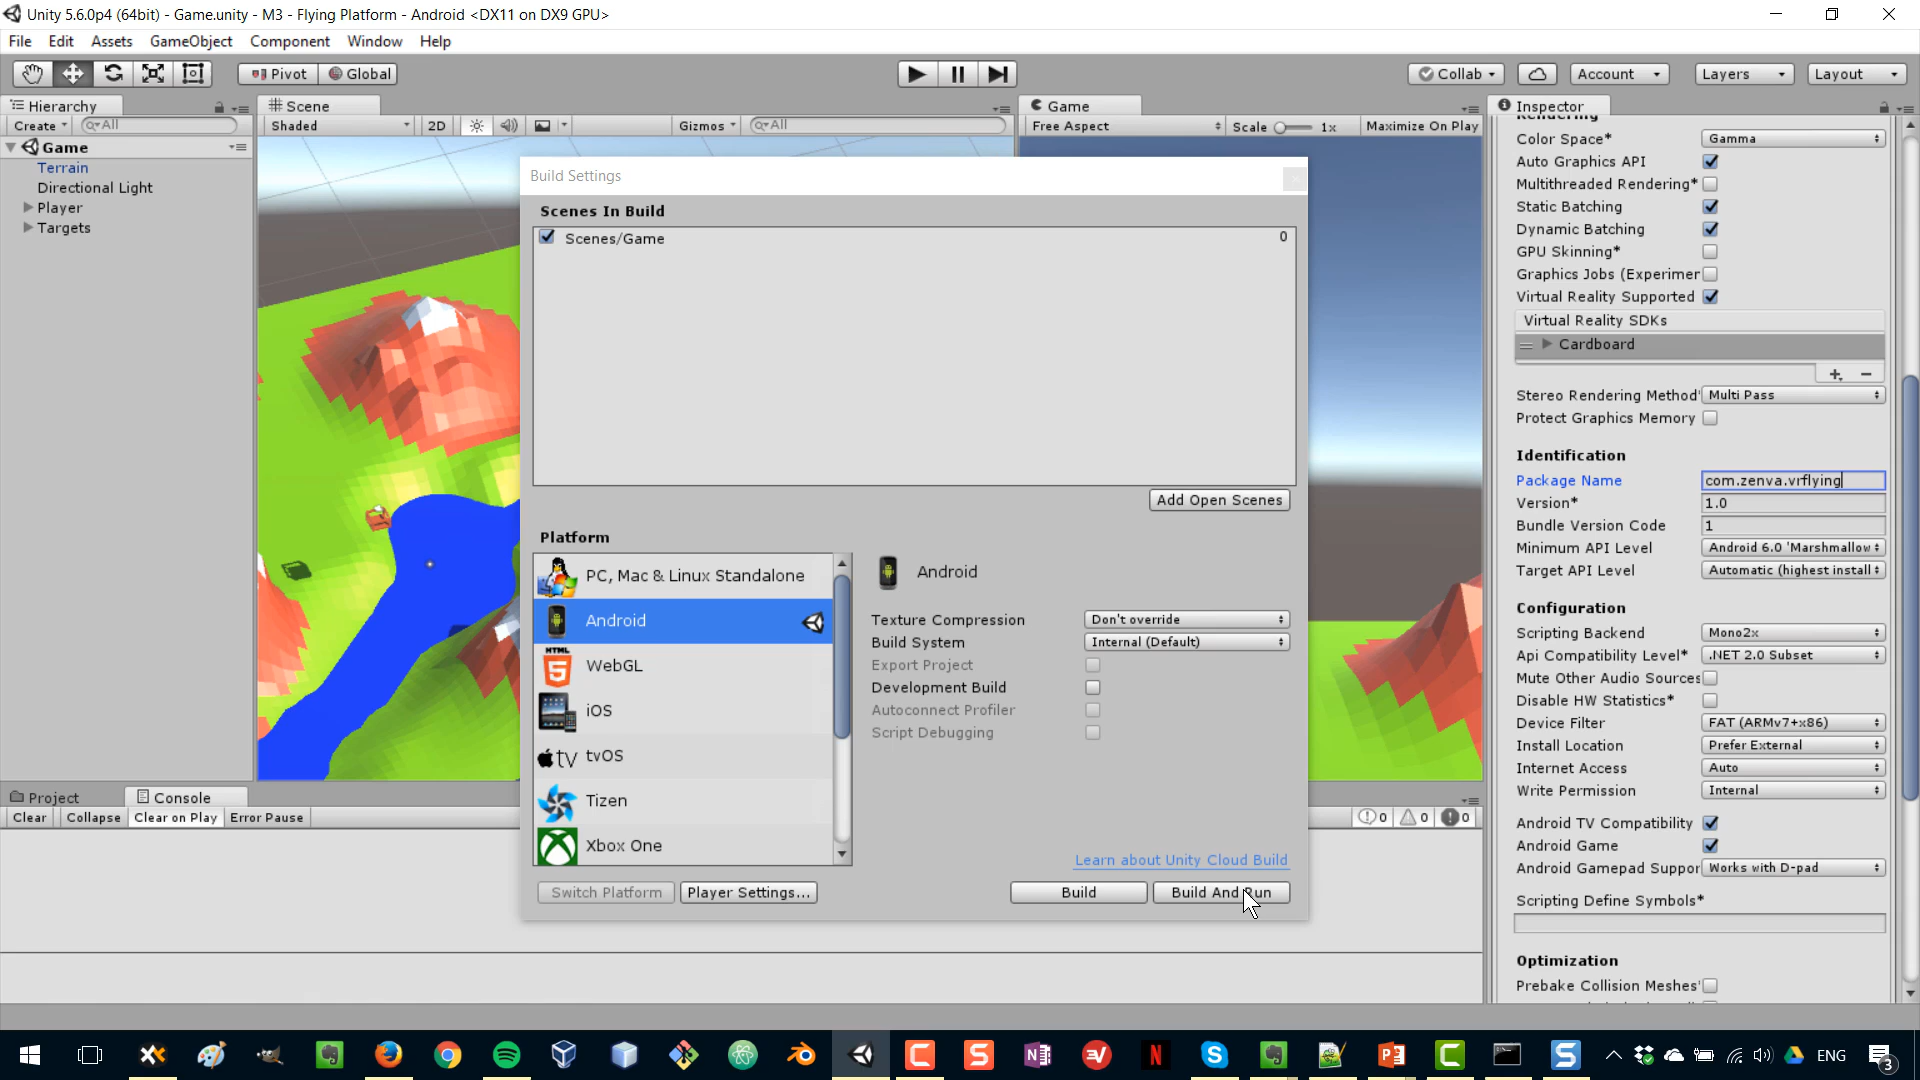 Unity 5.6.0p4 (64bit) - Game.unity - M3 - Flying Platform - Android <DX11 on DX9 GPU>
File Edit Assets GameObject Component Window Help
Pivot Global Collab Account Layers Layout
Hierarchy
Create All
Game
Terrain
Directional Light
Player
Targets
Scene
Shaded 2D Gizmos All
Game
Free Aspect Scale 1x Maximize On Play
Build Settings
Scenes In Build
Scenes/Game 0
Add Open Scenes
Platform
PC, Mac & Linux Standalone
Android
HTML
5
WebGL
iOS
tv tvOS
Tizen
Xbox One
Android
Texture Compression Don't override
Build System Internal (Default)
Export Project
Development Build
Autoconnect Profiler
Script Debugging
Learn about Unity Cloud Build
Switch Platform Player Settings... Build Build And Run
Inspector
Rendering
Color Space* Gamma
Auto Graphics API
Multithreaded Rendering*
Static Batching
Dynamic Batching
GPU Skinning*
Graphics Jobs (Experimer
Virtual Reality Supported
Virtual Reality SDKs
Cardboard
Stereo Rendering Method* Multi Pass
Protect Graphics Memory
Identification
Package Name com.zenva.vrflying
Version* 1.0
Bundle Version Code 1
Minimum API Level Android 6.0 'Marshmallow
Target API Level Automatic (highest install
Configuration
Scripting Backend Mono2x
Api Compatibility Level* .NET 2.0 Subset
Mute Other Audio Sources
Disable HW Statistics*
Device Filter FAT (ARMv7+x86)
Install Location Prefer External
Internet Access Auto
Write Permission Internal
Android TV Compatibility
Android Game
Android Gamepad Suppor Works with D-pad
Scripting Define Symbols*
Optimization
Prebake Collision Meshes*
Project Console
Clear Collapse Clear on Play Error Pause 0 0 0
ENG 3